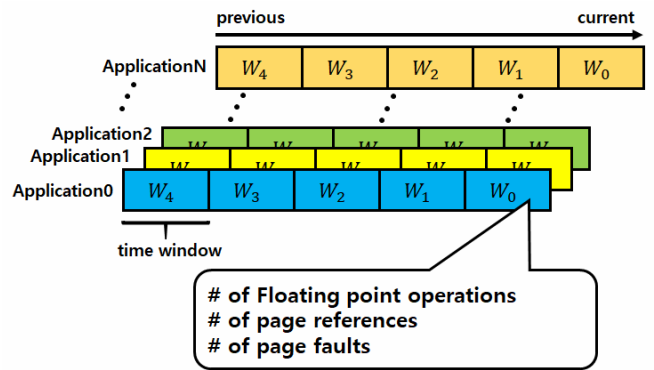 previous current
ApplicationN W₄ W₃ W₂ W₁ W₀
Application2
Application1
Application0 W₄ W₃ W₂ W₁ W₀
time window
# of Floating point operations
# of page references
# of page faults